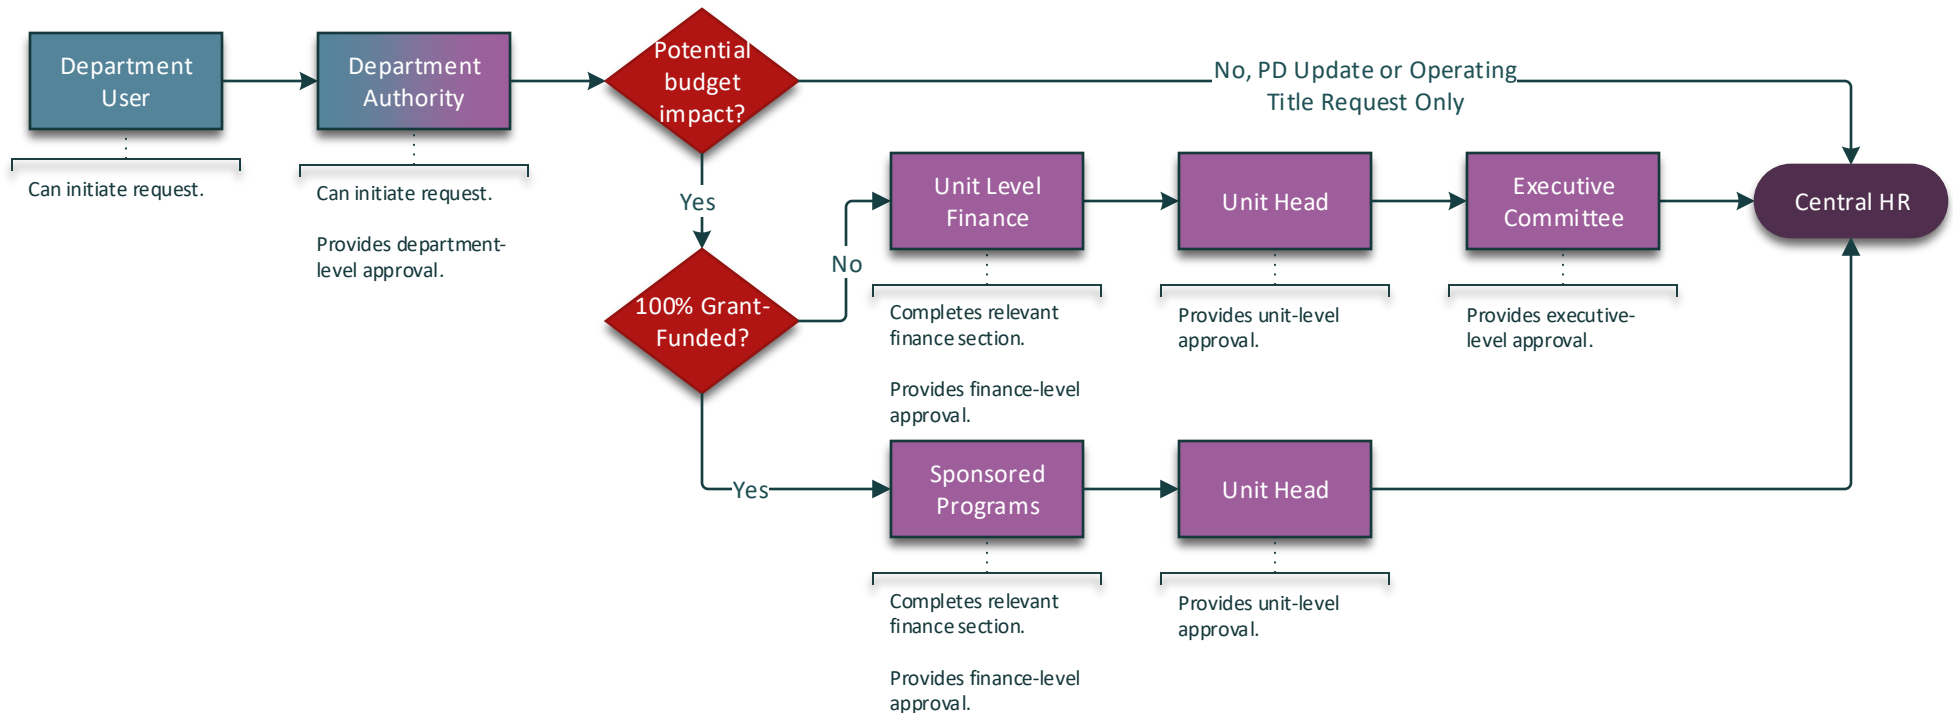 Department
User
Can initiate request.
Department
Authority
Can initiate request.
Provides department-
level approval.
Potential
budget
impact?
No, PD Update or Operating
Title Request Only
Yes
100% Grant-
Funded?
No
Unit Level
Finance
Completes relevant
finance section.
Provides finance-level
approval.
Unit Head
Provides unit-level
approval.
Executive
Committee
Provides executive-
level approval.
Central HR
Yes
Sponsored
Programs
Completes relevant
finance section.
Provides finance-level
approval.
Unit Head
Provides unit-level
approval.